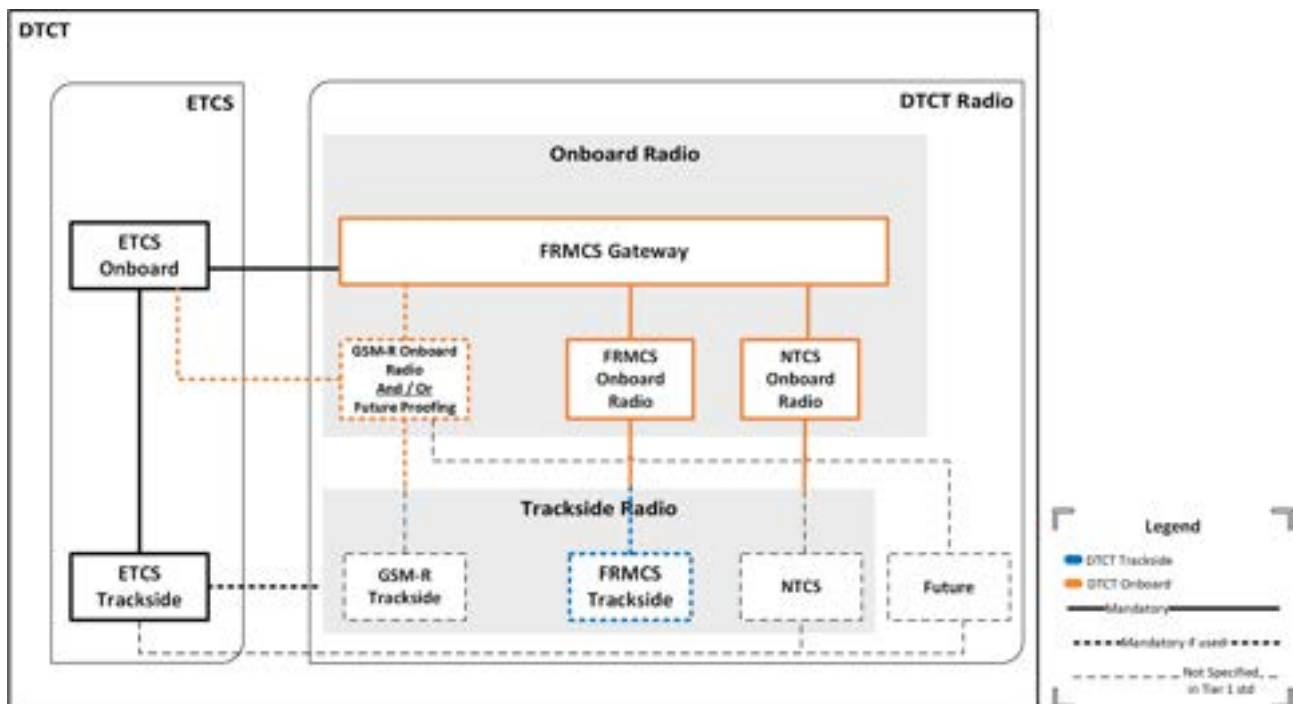 DTCT
ETCS
DTCT Radio
Onboard Radio
ETCS
Onboard
FRMCS Gateway
GSM-R Onboard
Radio
And / Or
Future Proofing
FRMCS
Onboard
Radio
NTCS
Onboard
Radio
Trackside Radio
ETCS
Trackside
GSM-R
Trackside
FRMCS
Trackside
NTCS
Future
Legend
DTCT Trackside
DTCT Onboard
Mandatory
Mandatory if used
Not Specified
in Tier 1 std